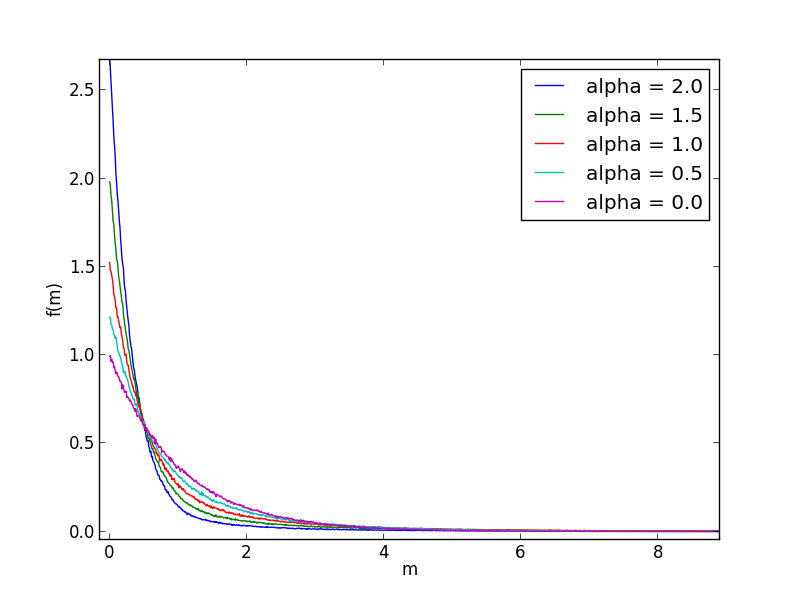 2.5
2.0
1.5
1.0
0.5
0.0
f(m)
alpha = 2.0
alpha = 1.5
alpha = 1.0
alpha = 0.5
alpha = 0.0
0 2 4 6 8
m